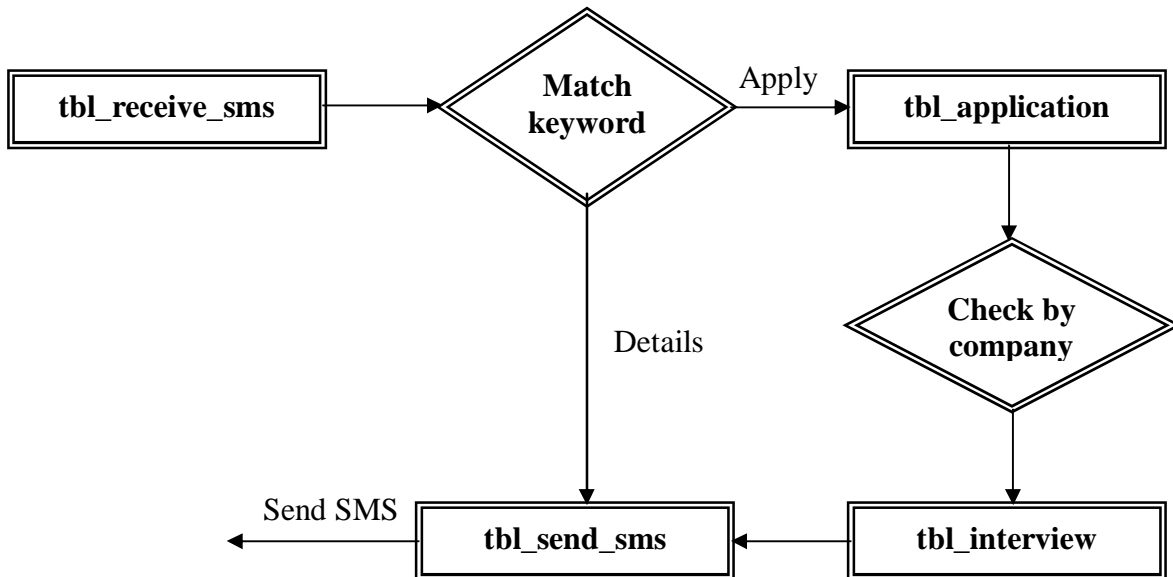 tbl_receive_sms
Match
keyword
Apply
tbl_application
Check by
company
Details
Send SMS
tbl_send_sms
tbl_interview